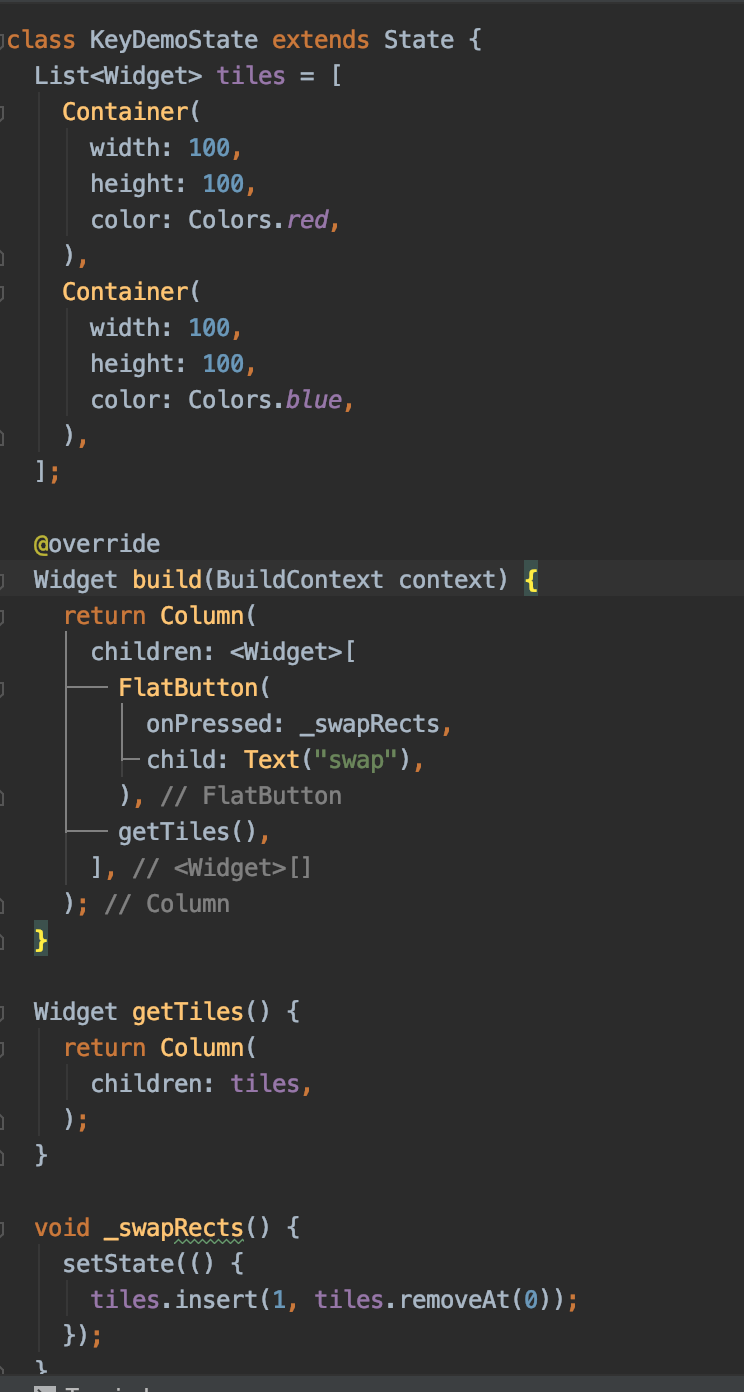 class KeyDemoState extends State {
  List<Widget> tiles = [
    Container(
      width: 100,
      height: 100,
      color: Colors.red,
    ),
    Container(
      width: 100,
      height: 100,
      color: Colors.blue,
    ),
  ];

  @override
  Widget build(BuildContext context) {
    return Column(
      children: <Widget>[
        FlatButton(
          onPressed: _swapRects,
          child: Text("swap"),
        ), // FlatButton
        getTiles(),
      ], // <Widget>[]
    ); // Column
  }

  Widget getTiles() {
    return Column(
      children: tiles,
    );
  }

  void _swapRects() {
    setState(() {
      tiles.insert(1, tiles.removeAt(0));
    });
  }